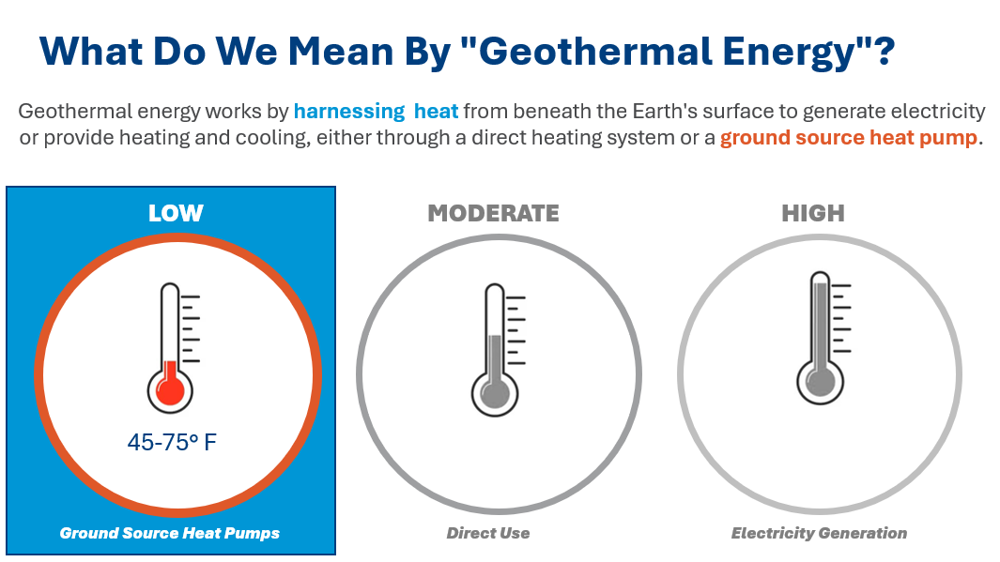 What Do We Mean By "Geothermal Energy"?
Geothermal energy works by harnessing heat from beneath the Earth's surface to generate electricity
or provide heating and cooling, either through a direct heating system or a ground source heat pump.
LOW
MODERATE
HIGH
45-75° F
Ground Source Heat Pumps
Direct Use
Electricity Generation